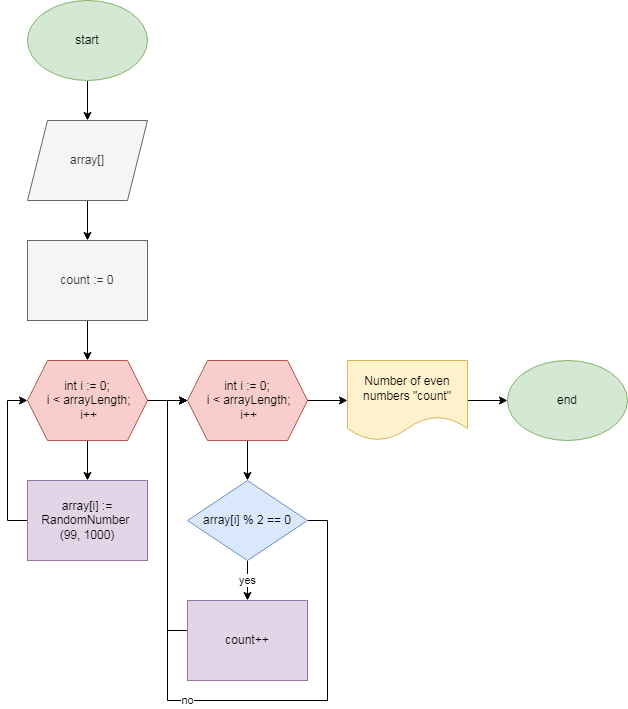 start
array[]
count := 0
int i := 0;
i < arrayLength;
i++
int i := 0;
i < arrayLength;
i++
Number of even
numbers "count"
end
array[i] :=
RandomNumber
(99, 1000)
array[i] % 2 == 0
yes
count++
no